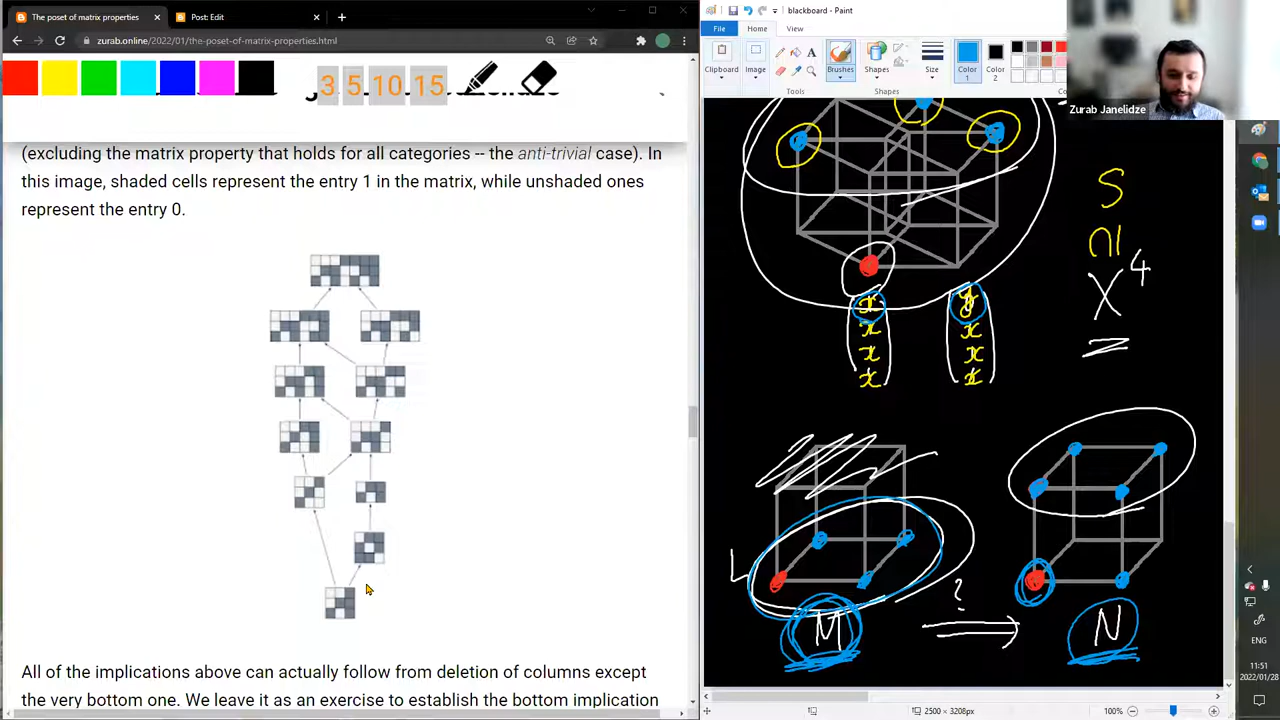 The poset of matrix properties
Post: Edit
zurab.online/2022/01/the-poset-of-matrix-properties.html
3 5 10 15
(excluding the matrix property that holds for all categories -- the anti-trivial case). In
this image, shaded cells represent the entry 1 in the matrix, while unshaded ones
represent the entry 0.
All of the implications above can actually follow from deletion of columns except
the very bottom one. We leave it as an exercise to establish the bottom implication
blackboard - Paint
File Home View
Clipboard
Image
Brushes
Shapes
Size
Color
1
Color
2
Tools
Shapes
Zurab Janelidze
S
X⁴
x y
x x
x x
x x
?
M ⟹ N
2500 × 3208px
100%
ENG
11:51
2022/01/28